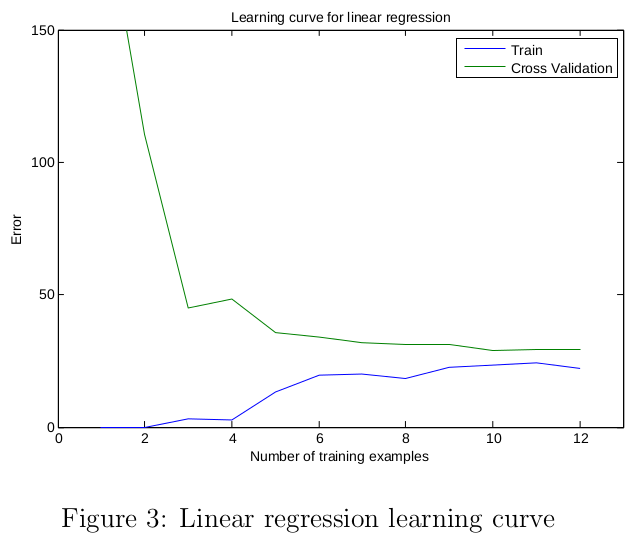 Learning curve for linear regression
150
Train
Cross Validation
100
Error
50
0
0 2 4 6 8 10 12
Number of training examples
Figure 3: Linear regression learning curve